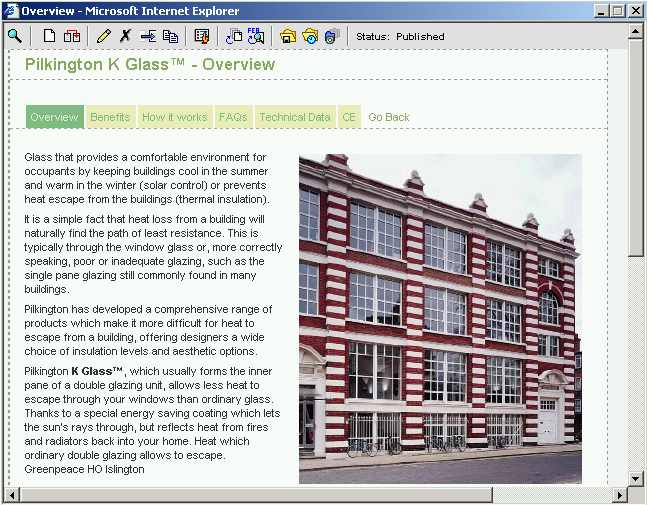 Overview - Microsoft Internet Explorer
FEB
Status: Published
Pilkington K Glass™ - Overview
Overview Benefits How it works FAQs Technical Data CE Go Back
Glass that provides a comfortable environment for
occupants by keeping buildings cool in the summer
and warm in the winter (solar control) or prevents
heat escape from the buildings (thermal insulation).
It is a simple fact that heat loss from a building will
naturally find the path of least resistance. This is
typically through the window glass or, more correctly
speaking, poor or inadequate glazing, such as the
single pane glazing still commonly found in many
buildings.
Pilkington has developed a comprehensive range of
products which make it more difficult for heat to
escape from a building, offering designers a wide
choice of insulation levels and aesthetic options.
Pilkington K Glass™, which usually forms the inner
pane of a double glazing unit, allows less heat to
escape through your windows than ordinary glass.
Thanks to a special energy saving coating which lets
the sun's rays through, but reflects heat from fires
and radiators back into your home. Heat which
ordinary double glazing allows to escape.
Greenpeace HO Islington